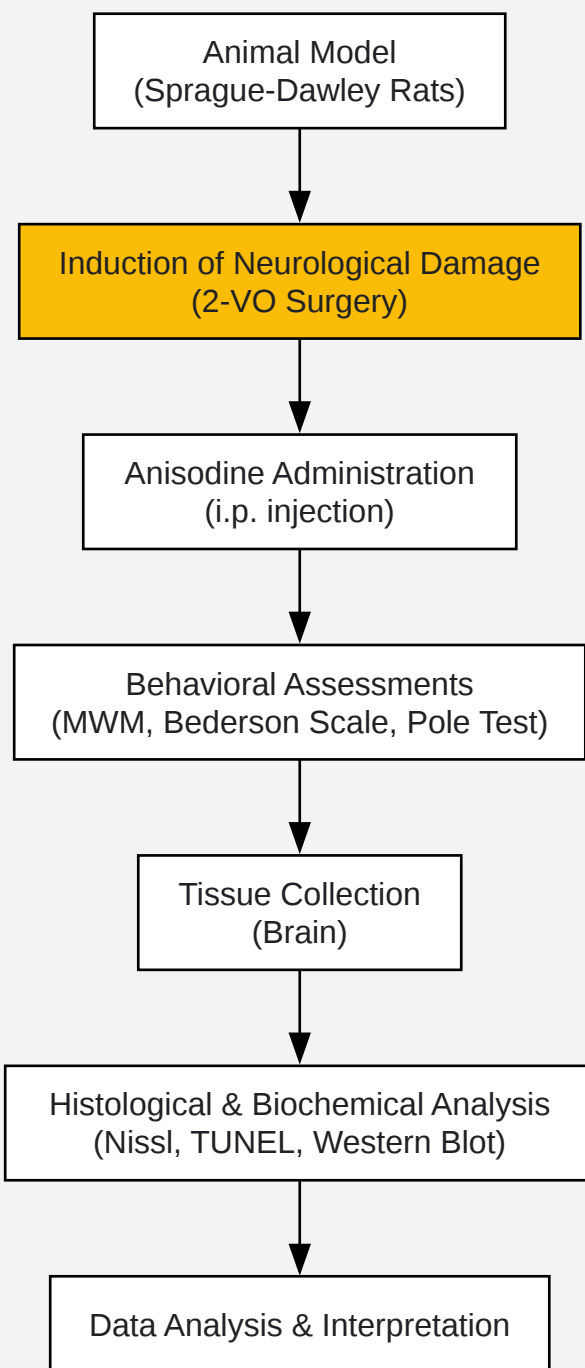 Animal Model
(Sprague-Dawley Rats)
Induction of Neurological Damage
(2-VO Surgery)
Anisodine Administration
(i.p. injection)
Behavioral Assessments
(MWM, Bederson Scale, Pole Test)
Tissue Collection
(Brain)
Histological & Biochemical Analysis
(Nissl, TUNEL, Western Blot)
Data Analysis & Interpretation